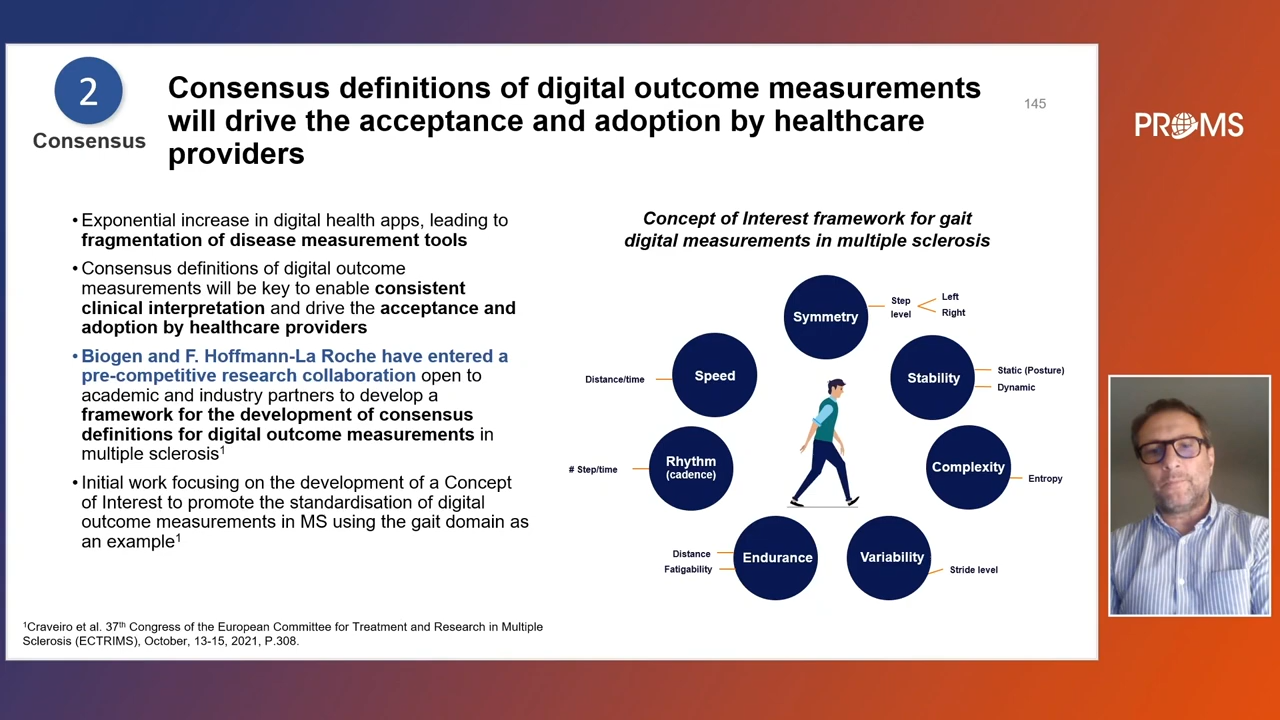 2
Consensus
Consensus definitions of digital outcome measurements
will drive the acceptance and adoption by healthcare
providers
145
PROMS
• Exponential increase in digital health apps, leading to
fragmentation of disease measurement tools
• Consensus definitions of digital outcome
measurements will be key to enable consistent
clinical interpretation and drive the acceptance and
adoption by healthcare providers
• Biogen and F. Hoffmann-La Roche have entered a
pre-competitive research collaboration open to
academic and industry partners to develop a
framework for the development of consensus
definitions for digital outcome measurements in
multiple sclerosis¹
• Initial work focusing on the development of a Concept
of Interest to promote the standardisation of digital
outcome measurements in MS using the gait domain as
an example¹
Concept of Interest framework for gait
digital measurements in multiple sclerosis
Symmetry
Step
level
Left
Right
Speed
Distance/time
Stability
Static (Posture)
Dynamic
Rhythm
(cadence)
# Step/time
Complexity
Entropy
Endurance
Distance
Fatigability
Variability
Stride level
¹Craveiro et al. 37th Congress of the European Committee for Treatment and Research in Multiple
Sclerosis (ECTRIMS), October, 13-15, 2021, P.308.